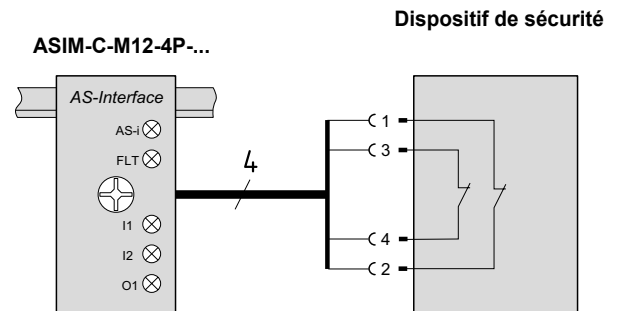 Dispositif de sécurité
ASIM-C-M12-4P-...
AS-Interface
AS-i
FLT
I1
I2
O1
4
1
3
4
2